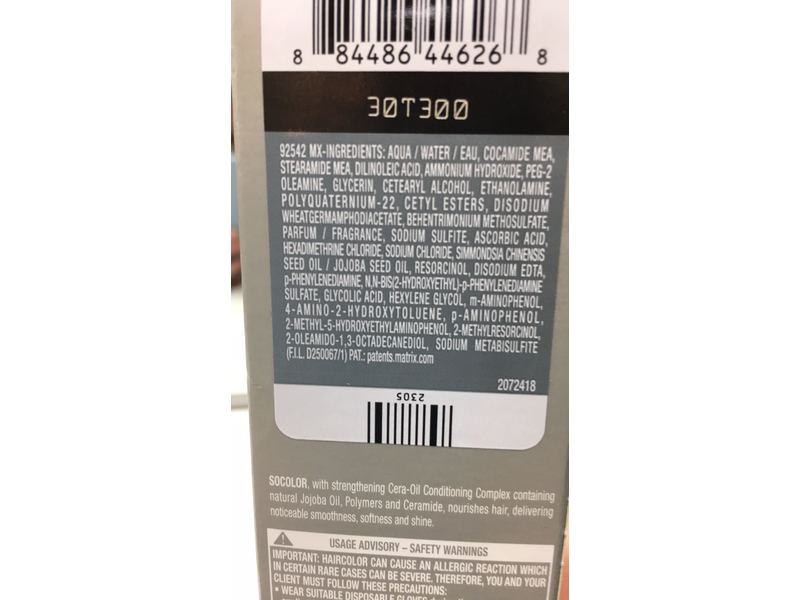 8 84486 44626 8
30T300
92542 MX-INGREDIENTS: AQUA / WATER / EAU, COCAMIDE MEA,
STEARAMIDE MEA, DILINOLEIC ACID, AMMONIUM HYDROXIDE, PEG-2
OLEAMINE, GLYCERIN, CETEARYL ALCOHOL, ETHANOLAMINE,
POLYQUATERNIUM-22, CETYL ESTERS, DISODIUM
WHEATGERMAMPHODIACETATE, BEHENTRIMONIUM METHOSULFATE,
PARFUM / FRAGRANCE, SODIUM SULFITE, ASCORBIC ACID,
HEXADIMETHRINE CHLORIDE, SODIUM CHLORIDE, SIMMONDSIA CHINENSIS
SEED OIL / JOJOBA SEED OIL, RESORCINOL, DISODIUM EDTA,
p-PHENYLENEDIAMINE, N,N-BIS(2-HYDROXYETHYL)-p-PHENYLENEDIAMINE
SULFATE, GLYCOLIC ACID, HEXYLENE GLYCOL, m-AMINOPHENOL,
4-AMINO-2-HYDROXYTOLUENE, p-AMINOPHENOL,
2-METHYL-5-HYDROXYETHYLAMINOPHENOL, 2-METHYLRESORCINOL,
2-OLEAMIDO-1,3-OCTADECANEDIOL, SODIUM METABISULFITE
(F.I.L. D250067/1) PAT.: patents.matrix.com
2072418
2305
SOCOLOR, with strengthening Cera-Oil Conditioning Complex containing
natural Jojoba Oil, Polymers and Ceramide, nourishes hair, delivering
noticeable smoothness, softness and shine.
USAGE ADVISORY – SAFETY WARNINGS
IMPORTANT: HAIRCOLOR CAN CAUSE AN ALLERGIC REACTION WHICH
IN CERTAIN RARE CASES CAN BE SEVERE. THEREFORE, YOU AND YOUR
CLIENT MUST FOLLOW THESE PRECAUTIONS:
• WEAR SUITABLE DISPOSABLE GLOVES